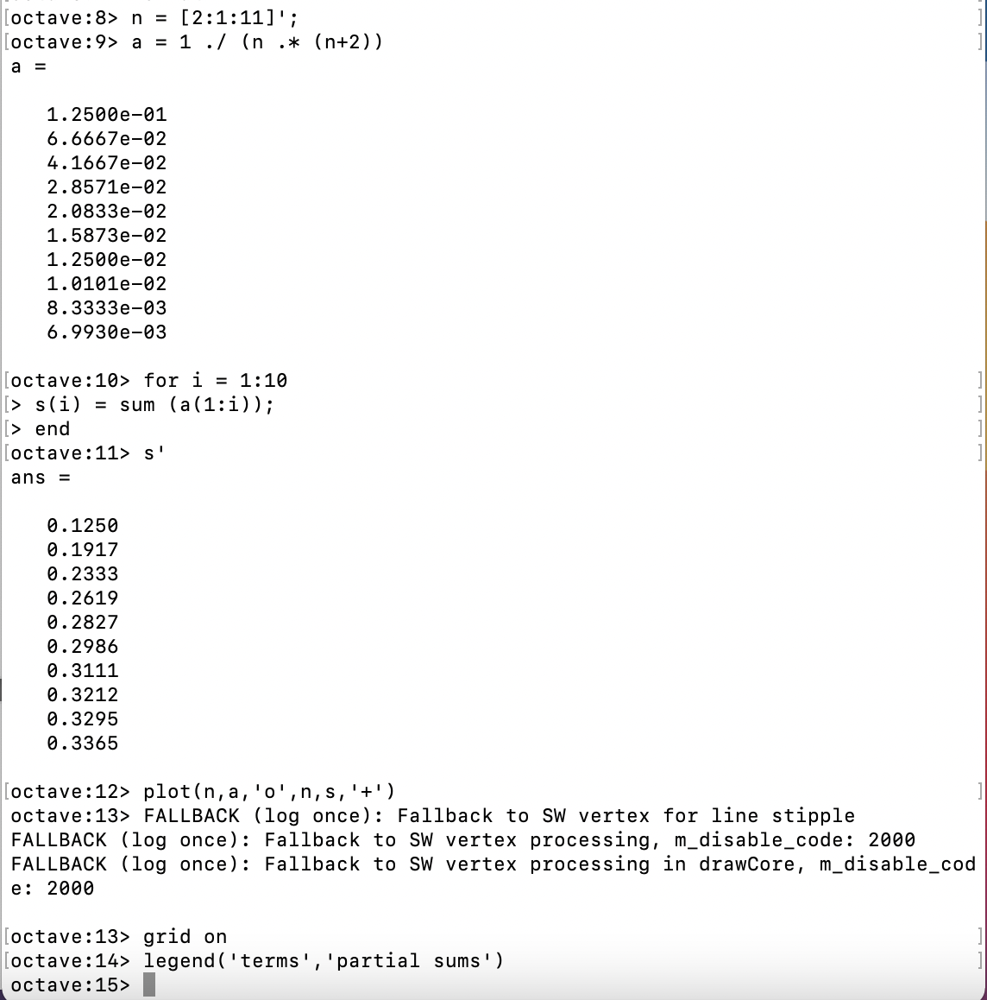 [octave:8> n = [2:1:11]'; ]
[octave:9> a = 1 ./ (n .* (n+2)) ]
a =
1.2500e-01
6.6667e-02
4.1667e-02
2.8571e-02
2.0833e-02
1.5873e-02
1.2500e-02
1.0101e-02
8.3333e-03
6.9930e-03
[octave:10> for i = 1:10 ]
[> s(i) = sum (a(1:i)); ]
[> end ]
[octave:11> s' ]
ans =
0.1250
0.1917
0.2333
0.2619
0.2827
0.2986
0.3111
0.3212
0.3295
0.3365
[octave:12> plot(n,a,'o',n,s,'+') ]
octave:13> FALLBACK (log once): Fallback to SW vertex for line stipple
FALLBACK (log once): Fallback to SW vertex processing, m_disable_code: 2000
FALLBACK (log once): Fallback to SW vertex processing in drawCore, m_disable_cod
e: 2000
[octave:13> grid on ]
[octave:14> legend('terms','partial sums') ]
octave:15>